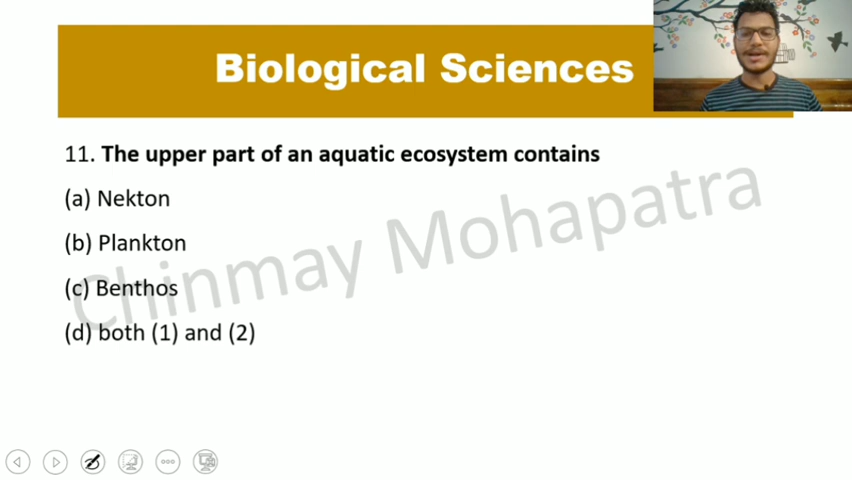 Biological Sciences
11. The upper part of an aquatic ecosystem contains
(a) Nekton
(b) Plankton
(c) Benthos
(d) both (1) and (2)
Chinmay Mohapatra